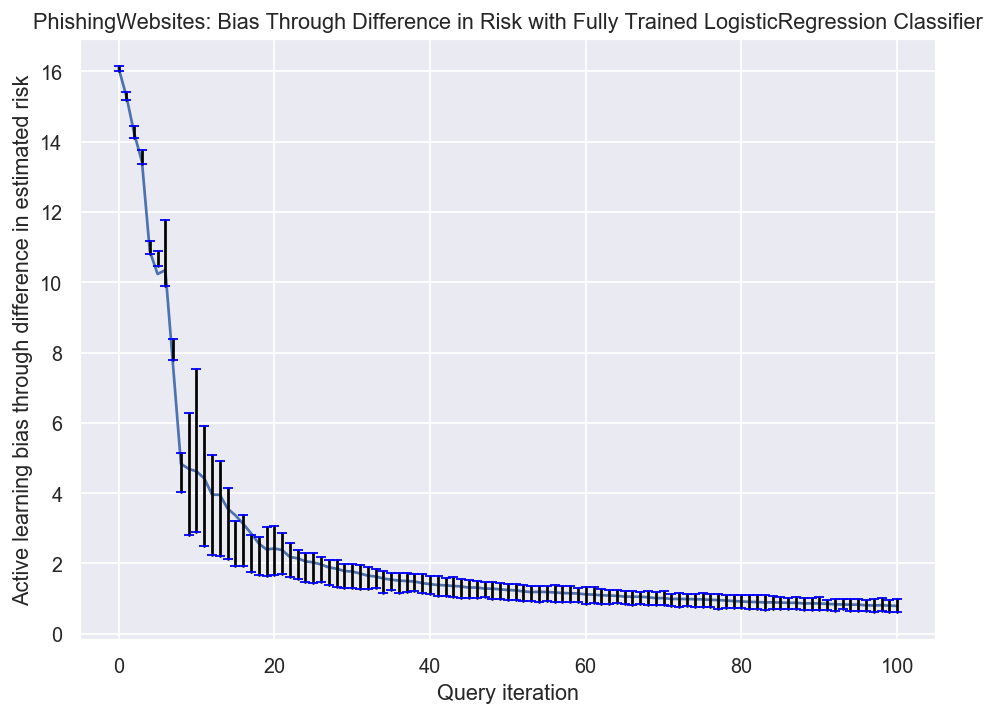 PhishingWebsites: Bias Through Difference in Risk with Fully Trained LogisticRegression Classifier
Active learning bias through difference in estimated risk
16
14
12
10
8
6
4
2
0
0 20 40 60 80 100
Query iteration